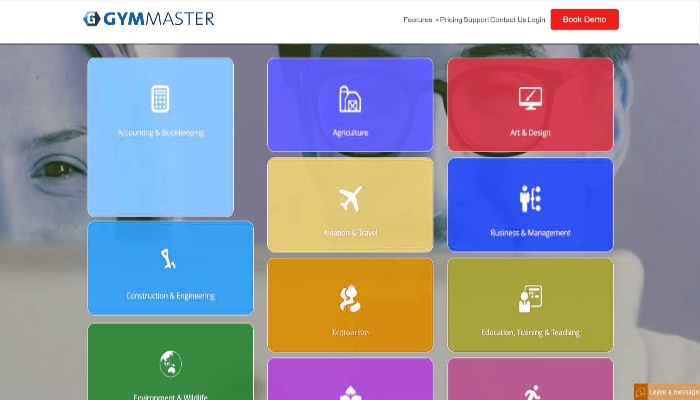 GYMMASTER
Features Pricing Support Contact Us Login Book Demo
Accounting & Bookkeeping
Agriculture
Art & Design
Aviation & Travel
Business & Management
Construction & Engineering
Ecotourism
Education, Training & Teaching
Environment & Wildlife
Leave a message